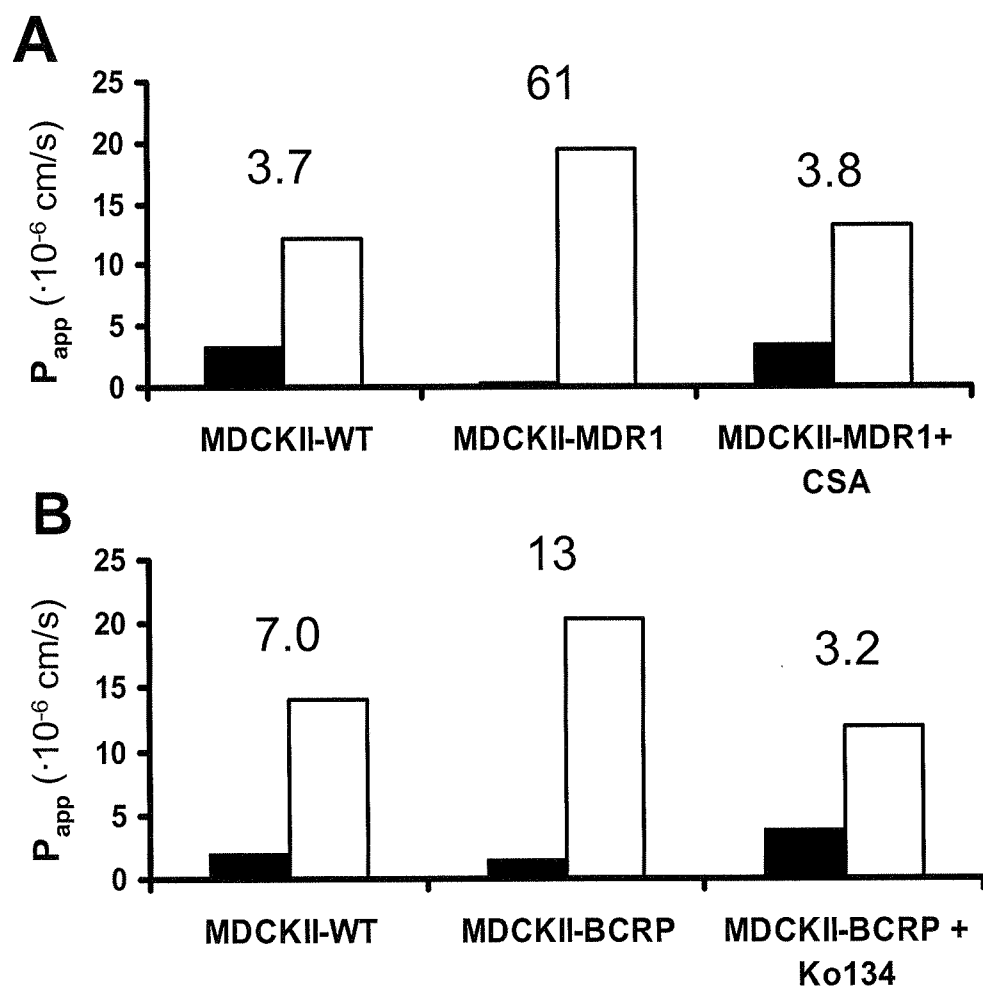 A
25
20
15
10
5
0
P_app (·10⁻⁶ cm/s)
3.7
61
3.8
MDCKII-WT
MDCKII-MDR1
MDCKII-MDR1+
CSA
B
25
20
15
10
5
0
P_app (·10⁻⁶ cm/s)
7.0
13
3.2
MDCKII-WT
MDCKII-BCRP
MDCKII-BCRP +
Ko134